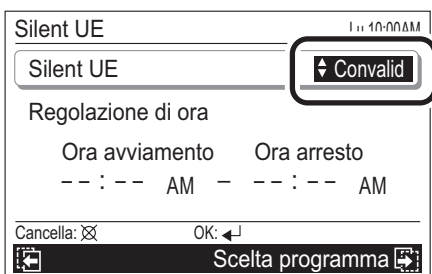 Silent UE Lu 10:00AM
Silent UE Convalid
Regolazione di ora
Ora avviamento Ora arresto
--:-- AM – --:-- AM
Cancella: OK:
Scelta programma